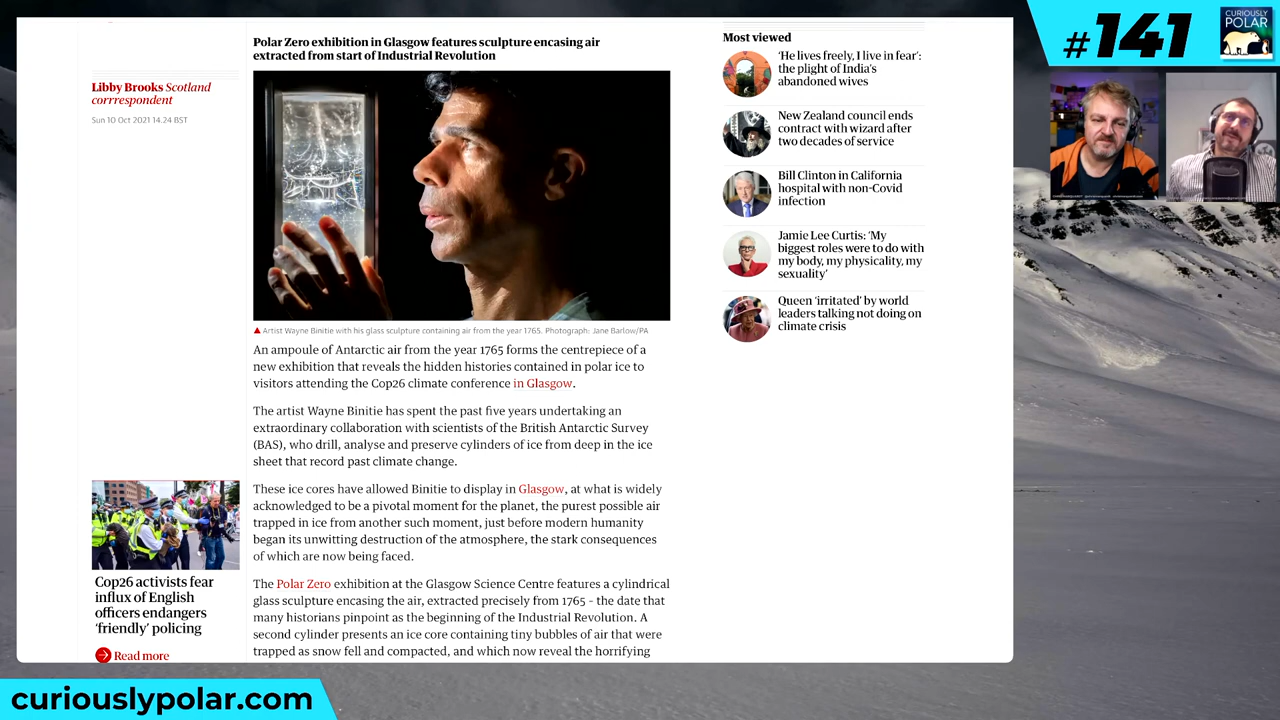 #141
CURIOUSLY
POLAR
Polar Zero exhibition in Glasgow features sculpture encasing air
extracted from start of Industrial Revolution
Libby Brooks Scotland
corrrespondent
Sun 10 Oct 2021 14.24 BST
Artist Wayne Binitie with his glass sculpture containing air from the year 1765. Photograph: Jane Barlow/PA
An ampoule of Antarctic air from the year 1765 forms the centrepiece of a
new exhibition that reveals the hidden histories contained in polar ice to
visitors attending the Cop26 climate conference in Glasgow.
The artist Wayne Binitie has spent the past five years undertaking an
extraordinary collaboration with scientists of the British Antarctic Survey
(BAS), who drill, analyse and preserve cylinders of ice from deep in the ice
sheet that record past climate change.
These ice cores have allowed Binitie to display in Glasgow, at what is widely
acknowledged to be a pivotal moment for the planet, the purest possible air
trapped in ice from another such moment, just before modern humanity
began its unwitting destruction of the atmosphere, the stark consequences
of which are now being faced.
The Polar Zero exhibition at the Glasgow Science Centre features a cylindrical
glass sculpture encasing the air, extracted precisely from 1765 – the date that
many historians pinpoint as the beginning of the Industrial Revolution. A
second cylinder presents an ice core containing tiny bubbles of air that were
trapped as snow fell and compacted, and which now reveal the horrifying
Cop26 activists fear
influx of English
officers endangers
‘friendly’ policing
Read more
Most viewed
‘He lives freely, I live in fear’:
the plight of India’s
abandoned wives
New Zealand council ends
contract with wizard after
two decades of service
Bill Clinton in California
hospital with non-Covid
infection
Jamie Lee Curtis: ‘My
biggest roles were to do with
my body, my physicality, my
sexuality’
Queen ‘irritated’ by world
leaders talking not doing on
climate crisis
curiouslypolar.com